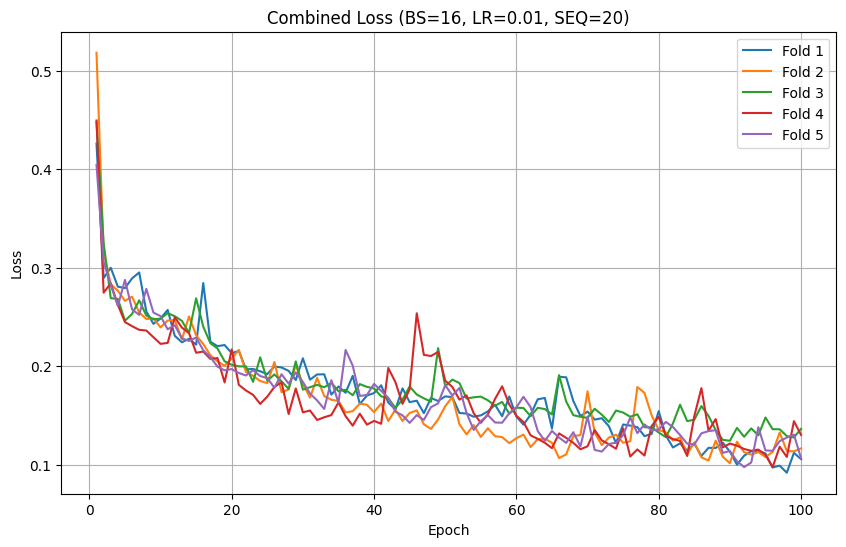 Combined Loss (BS=16, LR=0.01, SEQ=20)
Fold 1
Fold 2
Fold 3
Fold 4
Fold 5
Loss
0.5
0.4
0.3
0.2
0.1
0 20 40 60 80 100
Epoch